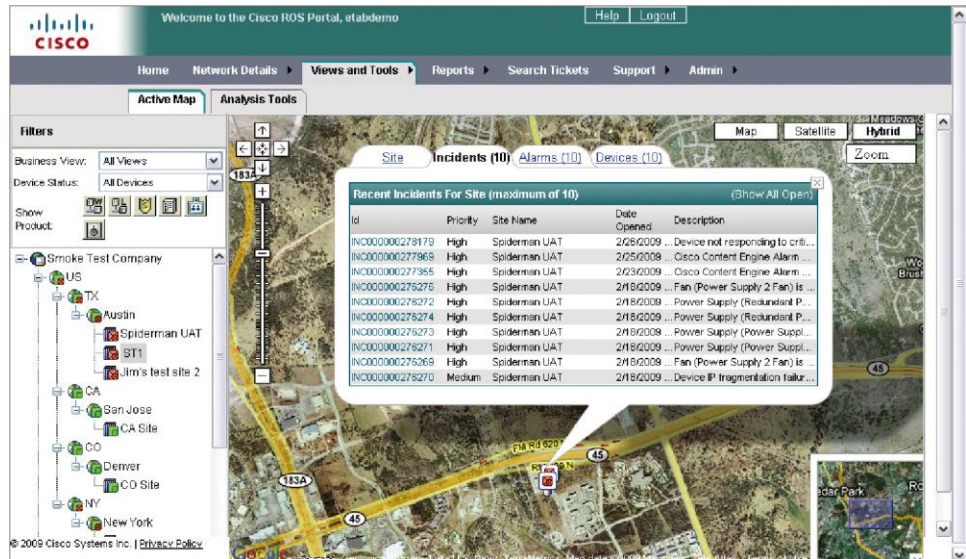 Welcome to the Cisco ROS Portal, etabdemo
Help Logout
CISCO
Home Network Details Views and Tools Reports Search Tickets Support Admin
Active Map Analysis Tools
Filters
Business View: All Views
Device Status: All Devices
Show Product:
Smoke Test Company
US
TX
Austin
Spiderman UAT
ST1
Jim's test site 2
CA
San Jose
CA Site
CO
Denver
CO Site
NY
New York
© 2009 Cisco Systems Inc. | Privacy Policy
Map Satellite Hybrid
Zoom
Site Incidents (10) Alarms (10) Devices (10)
Recent Incidents For Site (maximum of 10) (Show All Open)
Id Priority Site Name Date Opened Description
INC000000278179 High Spiderman UAT 2/26/2009 ... Device not responding to criti...
INC000000277969 High Spiderman UAT 2/25/2009 ... Cisco Content Engine Alarm ...
INC000000277365 High Spiderman UAT 2/23/2009 ... Cisco Content Engine Alarm ...
INC000000276276 High Spiderman UAT 2/18/2009 ... Fan (Power Supply 2 Fan) is ...
INC000000276272 High Spiderman UAT 2/18/2009 ... Power Supply (Redundant P...
INC000000276274 High Spiderman UAT 2/18/2009 ... Power Supply (Redundant P...
INC000000276273 High Spiderman UAT 2/18/2009 ... Power Supply (Power Suppl...
INC000000276271 High Spiderman UAT 2/18/2009 ... Power Supply (Power Suppl...
INC000000276269 High Spiderman UAT 2/18/2009 ... Fan (Power Supply 2 Fan) is ...
INC000000276270 Medium Spiderman UAT 2/18/2009 ... Device IP fragmentation failur...
183A
45
FM Rd 620
45
183A
45